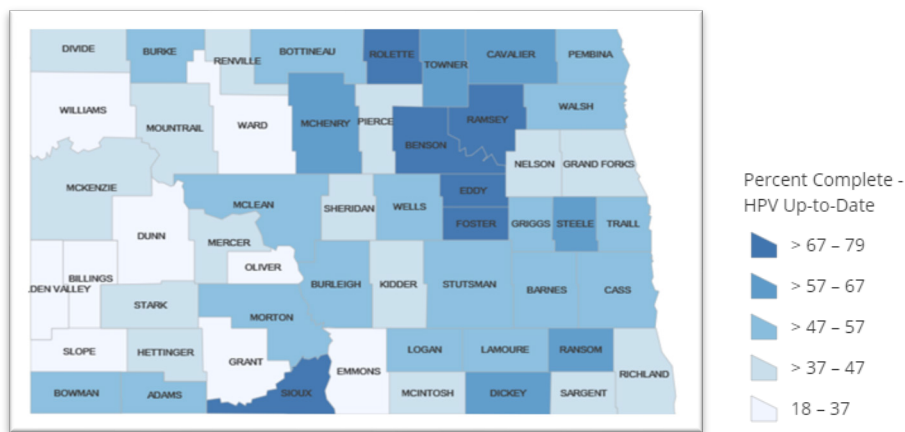 DIVIDE
BURKE
RENVILLE
BOTTINEAU
ROLETTE
TOWNER
CAVALIER
PEMBINA
WILLIAMS
MOUNTRAIL
WARD
MCHENRY
PIERCE
BENSON
RAMSEY
WALSH
NELSON
GRAND FORKS
MCKENZIE
DUNN
MCLEAN
MERCER
OLIVER
SHERIDAN
WELLS
EDDY
FOSTER
GRIGGS
STEELE
TRAILL
DEN VALLEY
BILLINGS
STARK
MORTON
BURLEIGH
KIDDER
STUTSMAN
BARNES
CASS
SLOPE
HETTINGER
GRANT
EMMONS
LOGAN
LAMOURE
RANSOM
RICHLAND
BOWMAN
ADAMS
SIOUX
MCINTOSH
DICKEY
SARGENT
Percent Complete -
HPV Up-to-Date
> 67 – 79
> 57 – 67
> 47 – 57
> 37 – 47
18 – 37